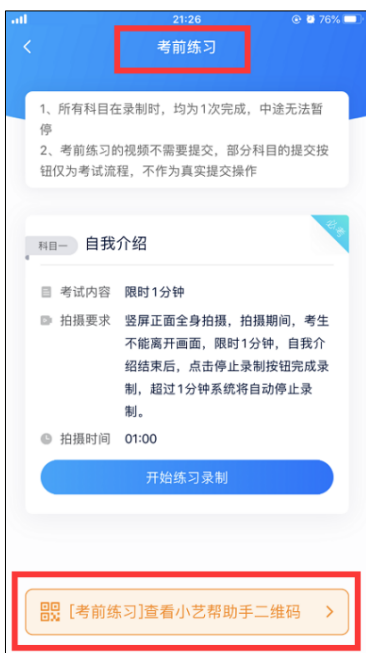 21:26
76%
考前练习
1、所有科目在录制时，均为1次完成，中途无法暂
停
2、考前练习的视频不需要提交，部分科目的提交按
钮仅为考试流程，不作为真实提交操作
必考
科目一 自我介绍
考试内容 限时1分钟
拍摄要求 竖屏正面全身拍摄，拍摄期间，考生
不能离开画面，限时1分钟，自我介
绍结束后，点击停止录制按钮完成录
制，超过1分钟系统将自动停止录
制。
拍摄时间 01:00
开始练习录制
[考前练习]查看小艺帮助手二维码